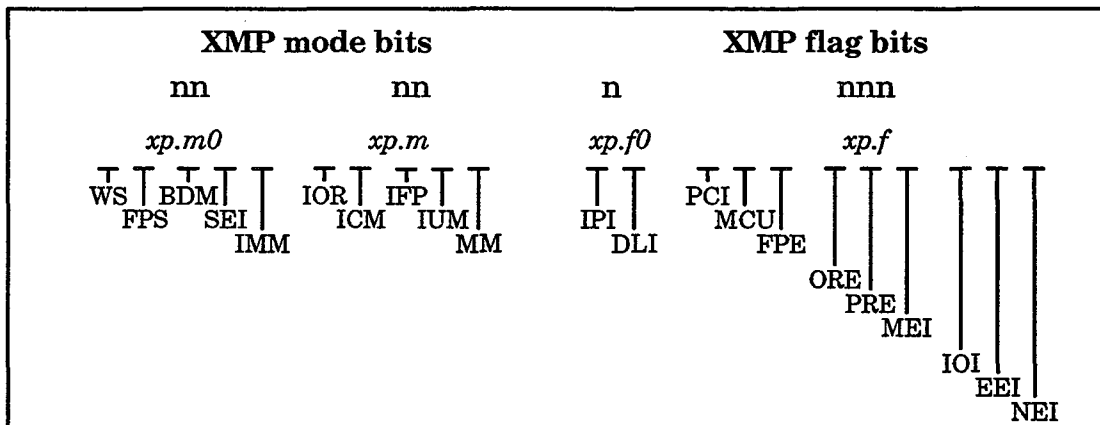 XMP mode bits XMP flag bits
nn nn n nnn
xp.m0 xp.m xp.f0 xp.f
WS BDM IOR IFP PCI
FPS SEI ICM IUM IPI MCU
IMM MM DLI FPE
ORE
PRE
MEI
IOI
EEI
NEI